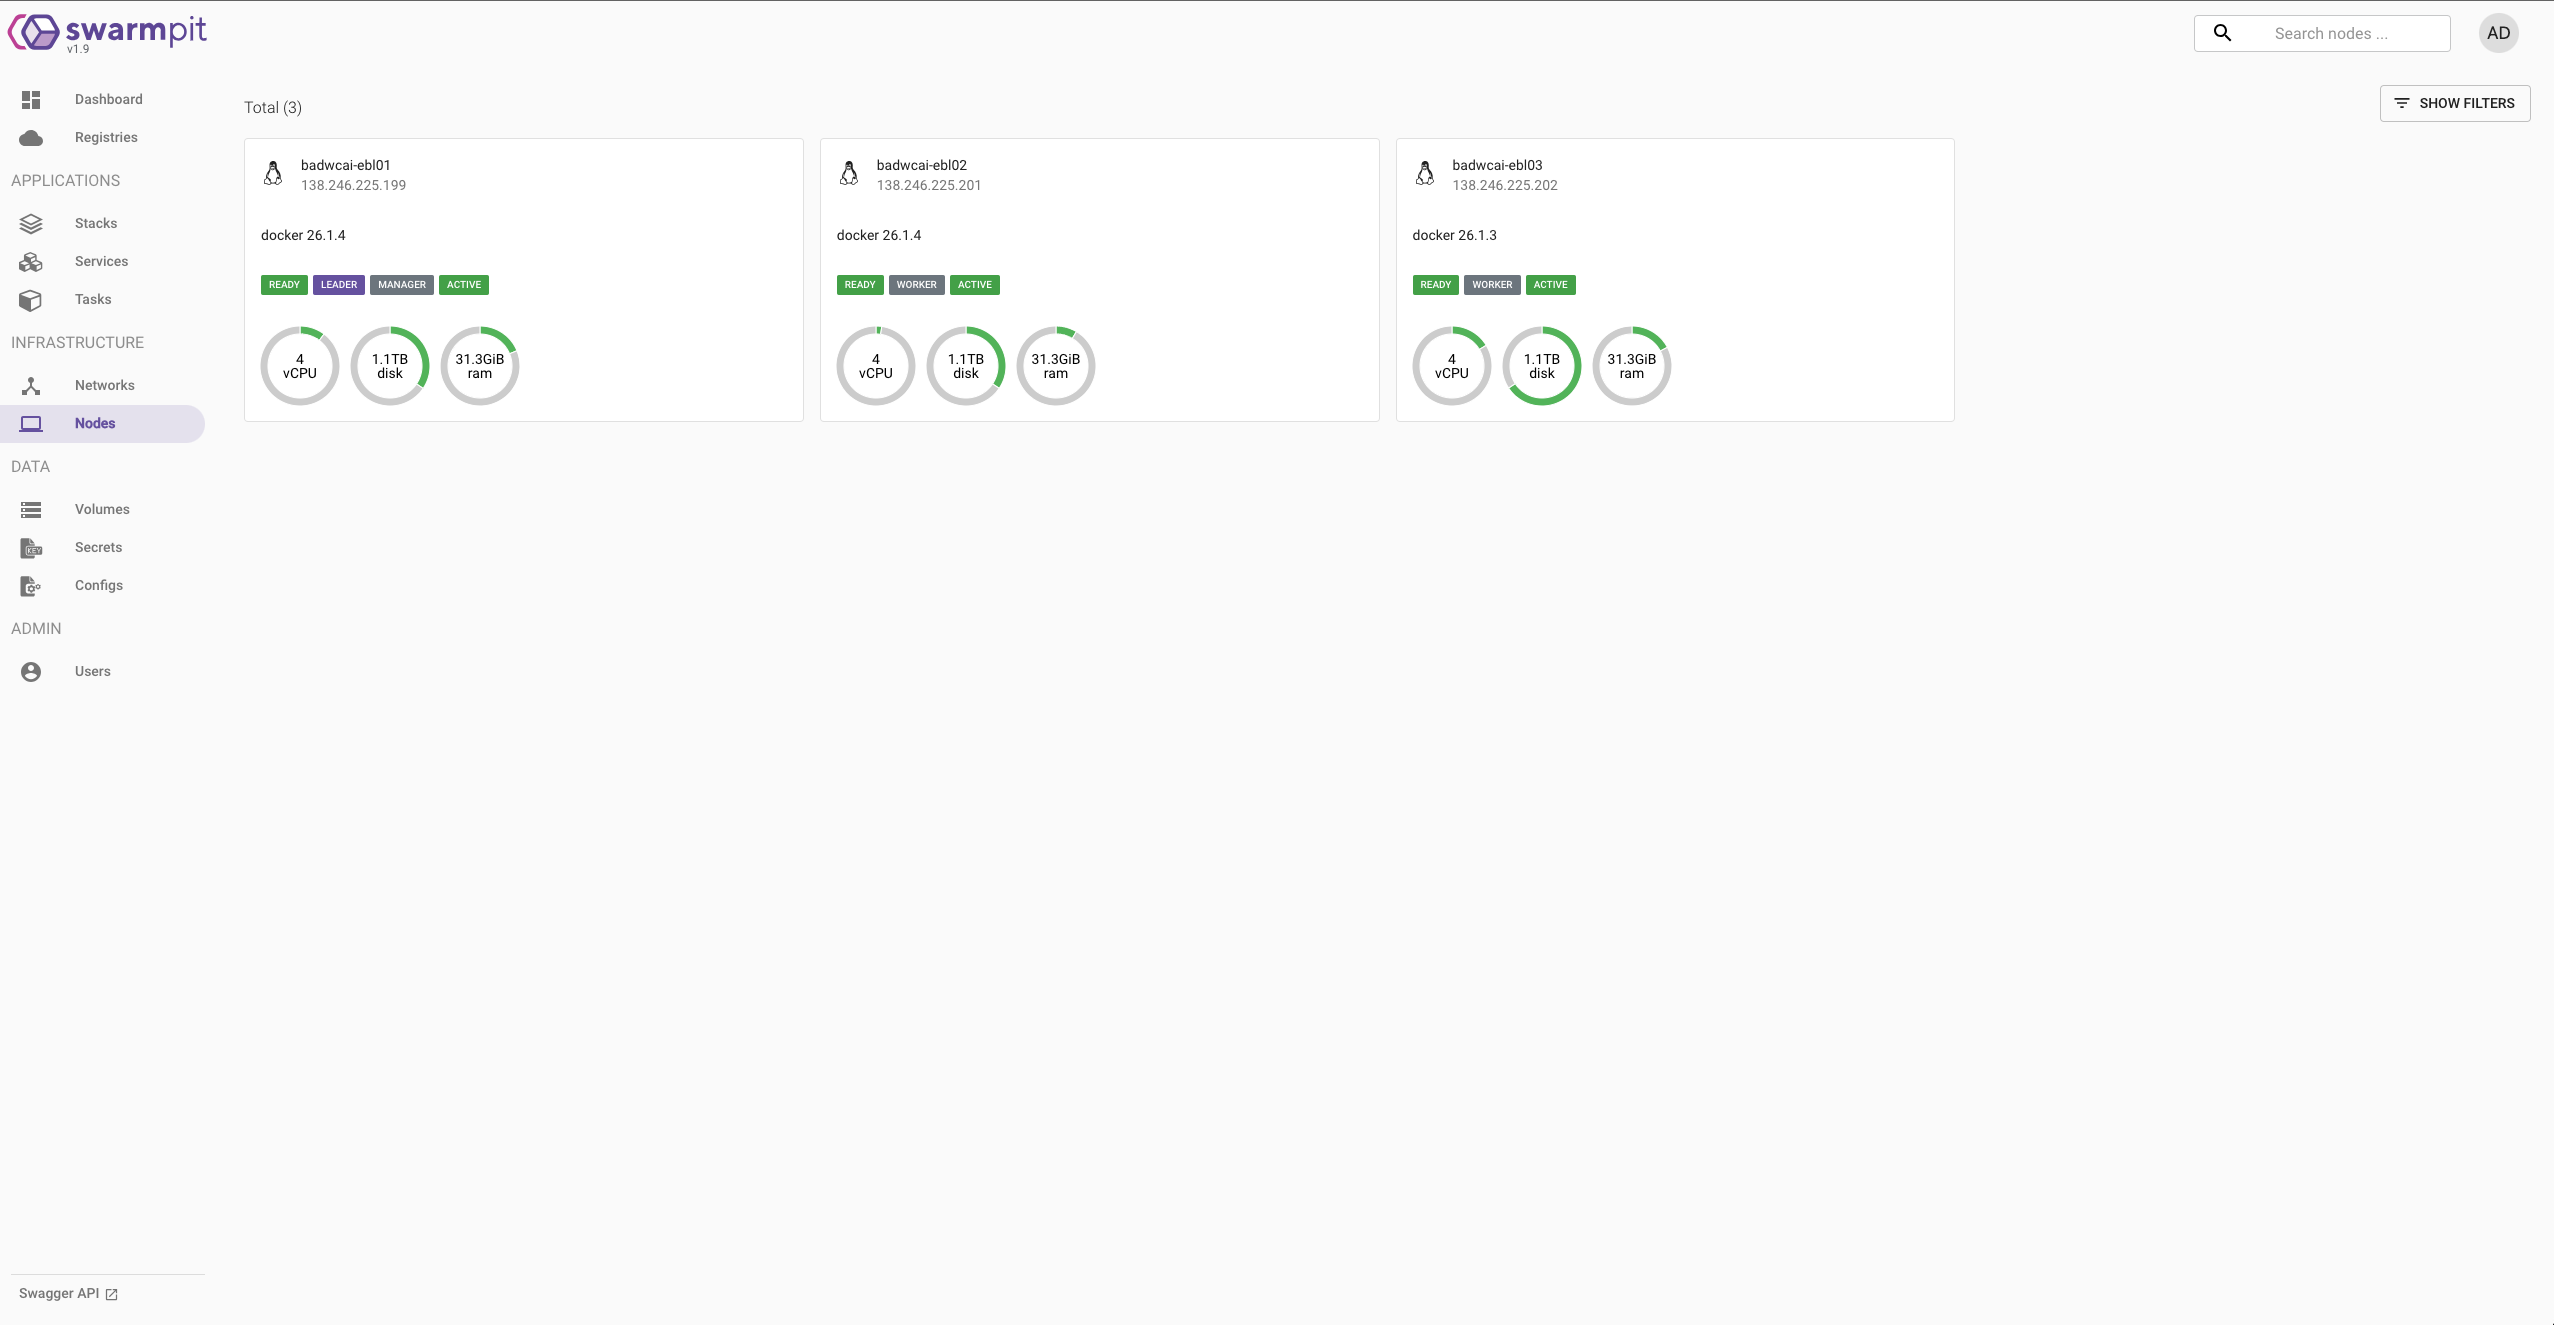 swarmpit
v1.9
Search nodes ...
AD
Dashboard
Registries
APPLICATIONS
Stacks
Services
Tasks
INFRASTRUCTURE
Networks
Nodes
DATA
Volumes
KEY
Secrets
Configs
ADMIN
Users
Swagger API
Total (3)
SHOW FILTERS
badwcai-ebl01
138.246.225.199
docker 26.1.4
READY LEADER MANAGER ACTIVE
4
vCPU
1.1TB
disk
31.3GiB
ram
badwcai-ebl02
138.246.225.201
docker 26.1.4
READY WORKER ACTIVE
4
vCPU
1.1TB
disk
31.3GiB
ram
badwcai-ebl03
138.246.225.202
docker 26.1.3
READY WORKER ACTIVE
4
vCPU
1.1TB
disk
31.3GiB
ram